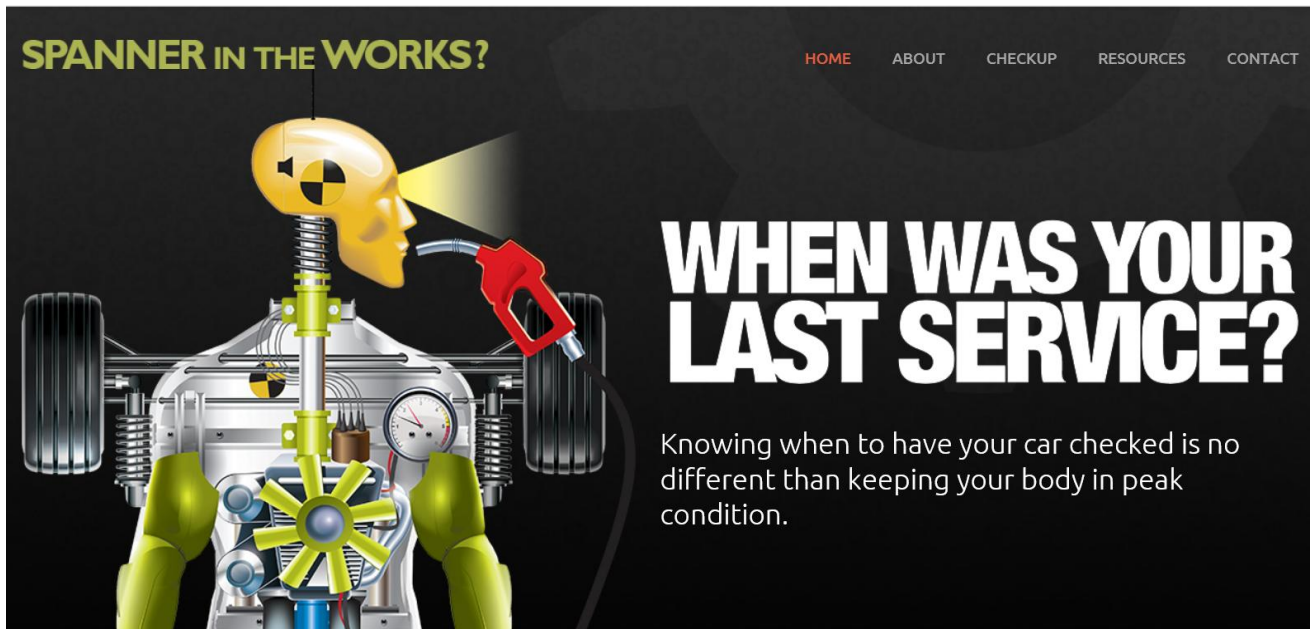 SPANNER IN THE WORKS?
HOME ABOUT CHECKUP RESOURCES CONTACT
WHEN WAS YOUR
LAST SERVICE?
Knowing when to have your car checked is no
different than keeping your body in peak
condition.